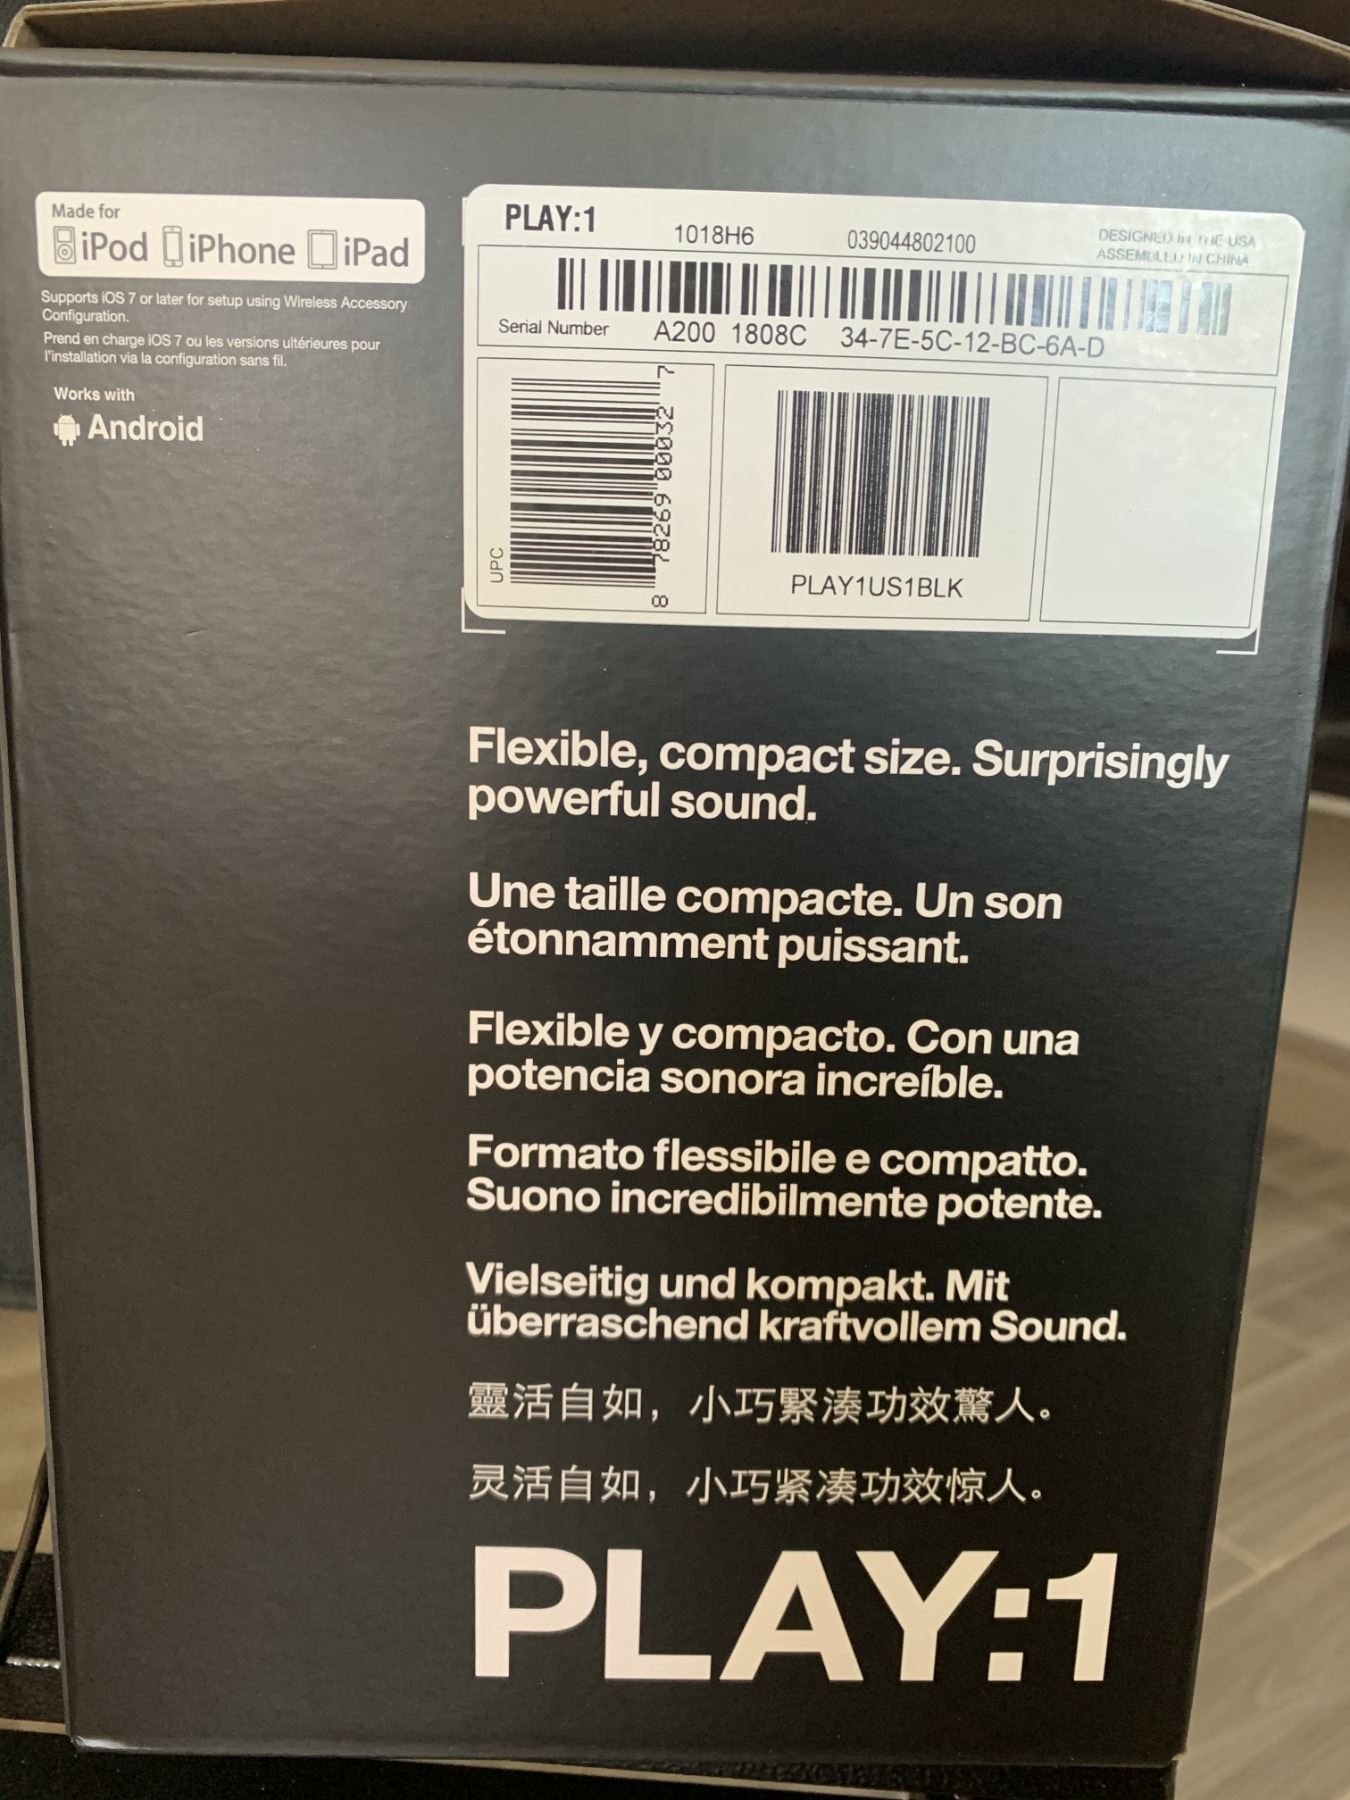 Made for
iPod iPhone iPad
Supports iOS 7 or later for setup using Wireless Accessory
Configuration.
Prend en charge iOS 7 ou les versions ultérieures pour
l'installation via la configuration sans fil.
Works with
Android
PLAY:1 1018H6 039044802100
DESIGNED IN THE USA
ASSEMBLED IN CHINA
Serial Number A200 1808C 34-7E-5C-12-BC-6A-D
UPC
8 78269 00032 7
PLAY1US1BLK
Flexible, compact size. Surprisingly
powerful sound.
Une taille compacte. Un son
étonnamment puissant.
Flexible y compacto. Con una
potencia sonora increíble.
Formato flessibile e compatto.
Suono incredibilmente potente.
Vielseitig und kompakt. Mit
überraschend kraftvollem Sound.
靈活自如，小巧緊湊功效驚人。
灵活自如，小巧紧凑功效惊人。
PLAY:1